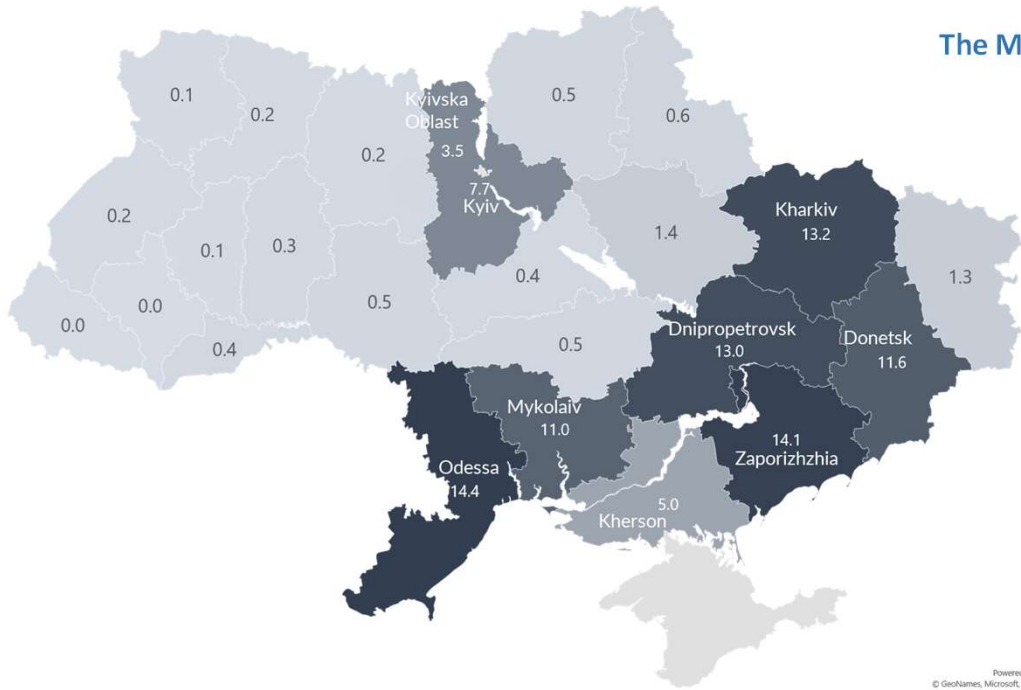 The M
0.1
0.2
0.2
Kyivska
Oblast
3.5
7.7
Kyiv
0.5
0.6
Kharkiv
13.2
0.2
0.1
0.3
1.4
1.3
0.0
0.0
0.4
0.5
0.4
0.5
Dnipropetrovsk
13.0
Donetsk
11.6
Mykolaiv
11.0
Odessa
14.4
14.1
Zaporizhzhia
5.0
Kherson
Powered
© GeoNames, Microsoft,